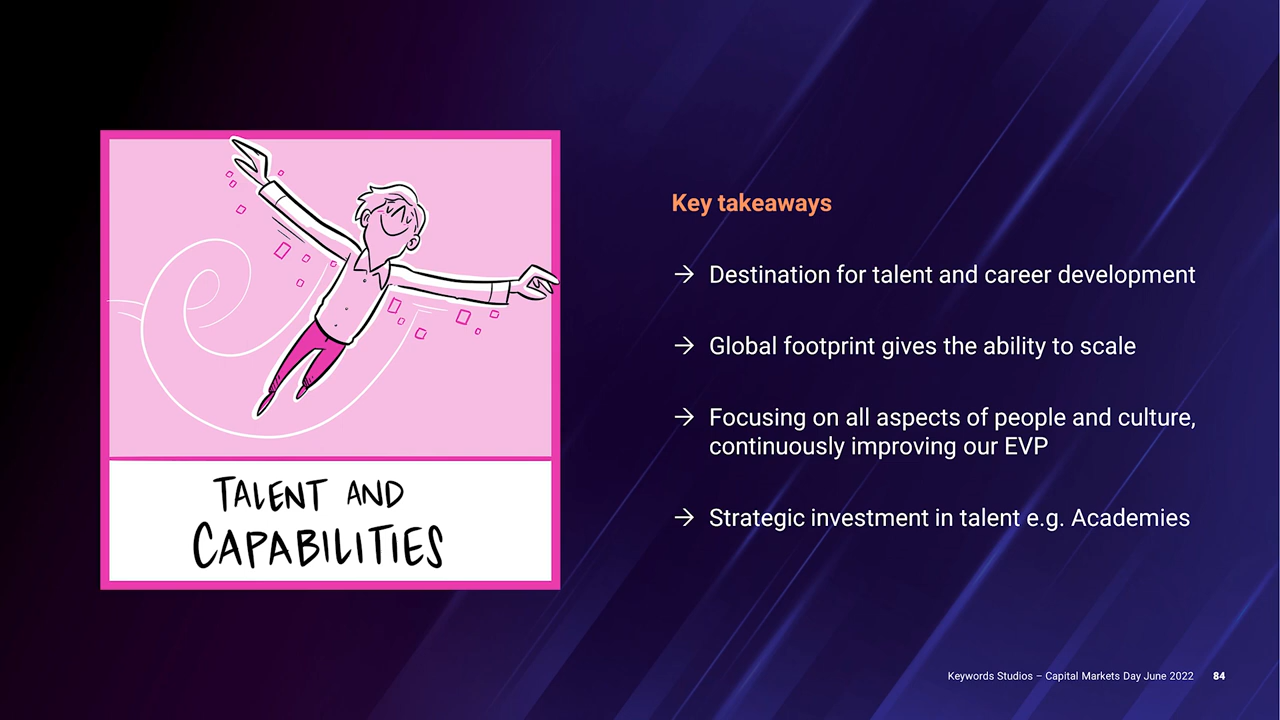 TALENT AND
CAPABILITIES
Key takeaways
→ Destination for talent and career development
→ Global footprint gives the ability to scale
→ Focusing on all aspects of people and culture,
continuously improving our EVP
→ Strategic investment in talent e.g. Academies
Keywords Studios – Capital Markets Day June 2022 84